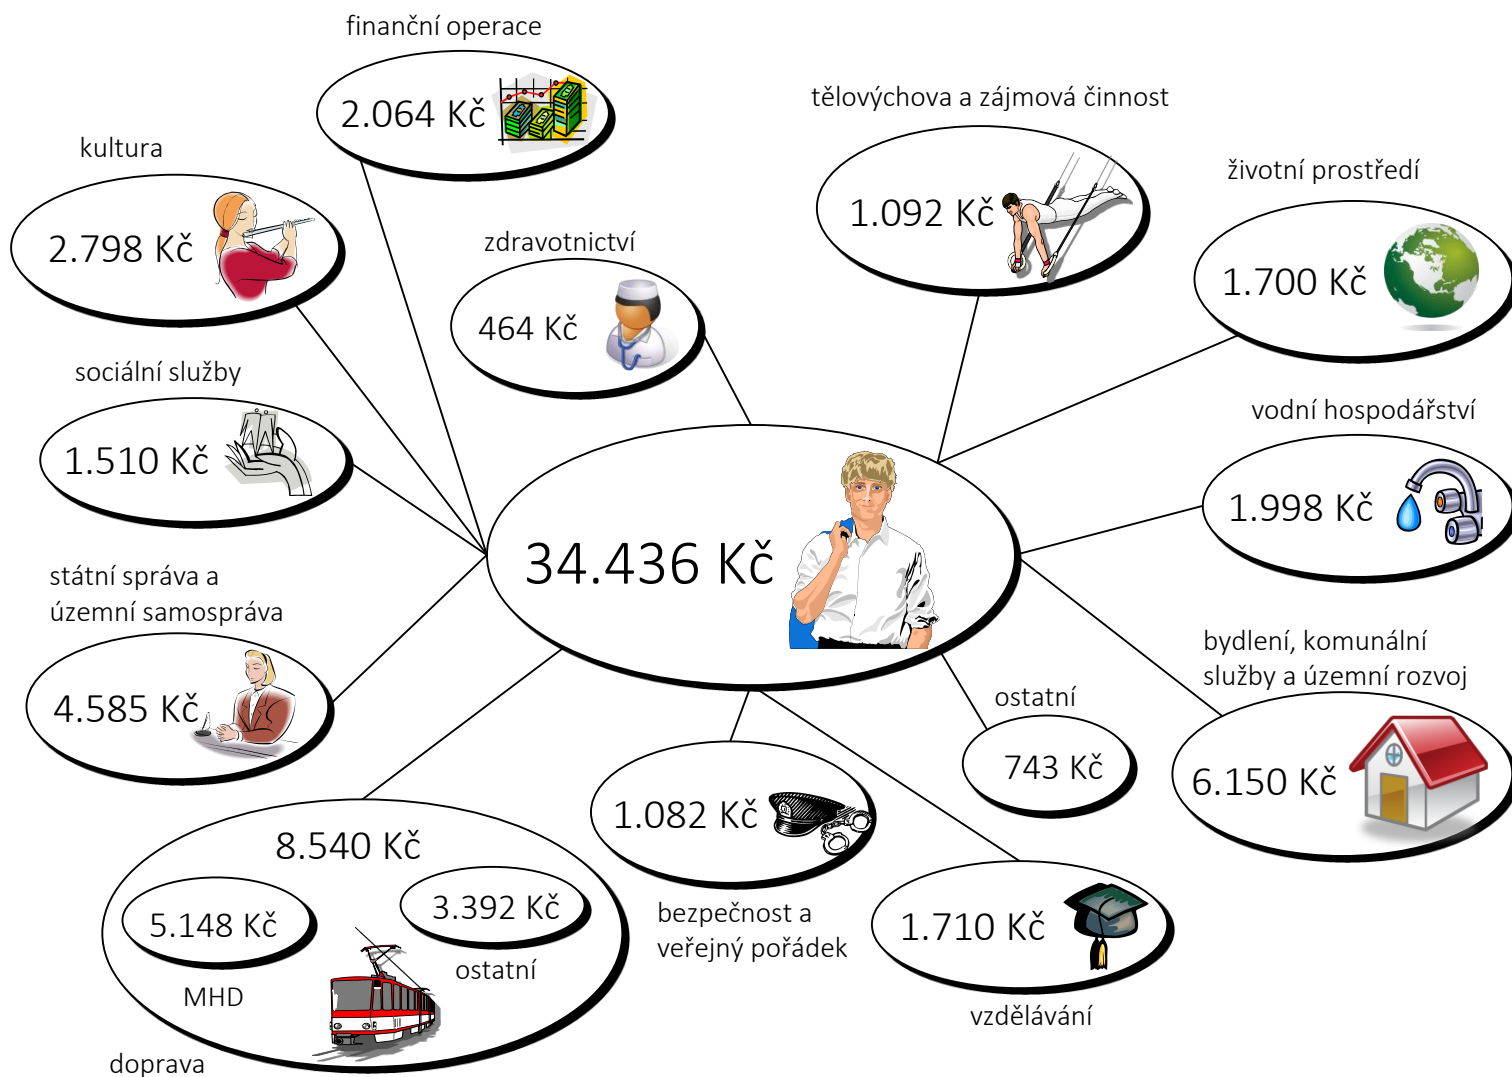 finanční operace
2.064 Kč
tělovýchova a zájmová činnost
1.092 Kč
kultura
2.798 Kč
životní prostředí
1.700 Kč
zdravotnictví
464 Kč
sociální služby
1.510 Kč
vodní hospodářství
1.998 Kč
34.436 Kč
státní správa a
územní samospráva
4.585 Kč
bydlení, komunální
služby a územní rozvoj
6.150 Kč
ostatní
743 Kč
1.082 Kč
bezpečnost a
veřejný pořádek
8.540 Kč
5.148 Kč
MHD
3.392 Kč
ostatní
doprava
1.710 Kč
vzdělávání